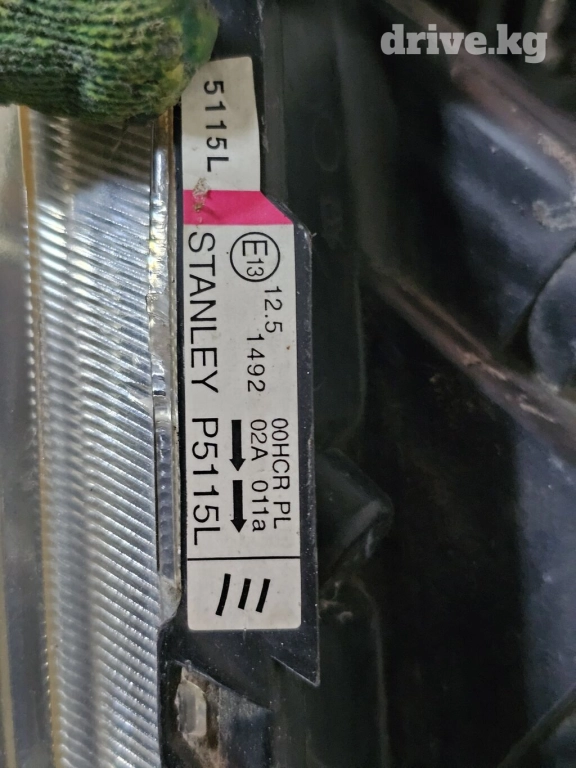 drive.kg
5115L
E13
12.5
1492
00HCR PL
02A 011a
STANLEY P5115L